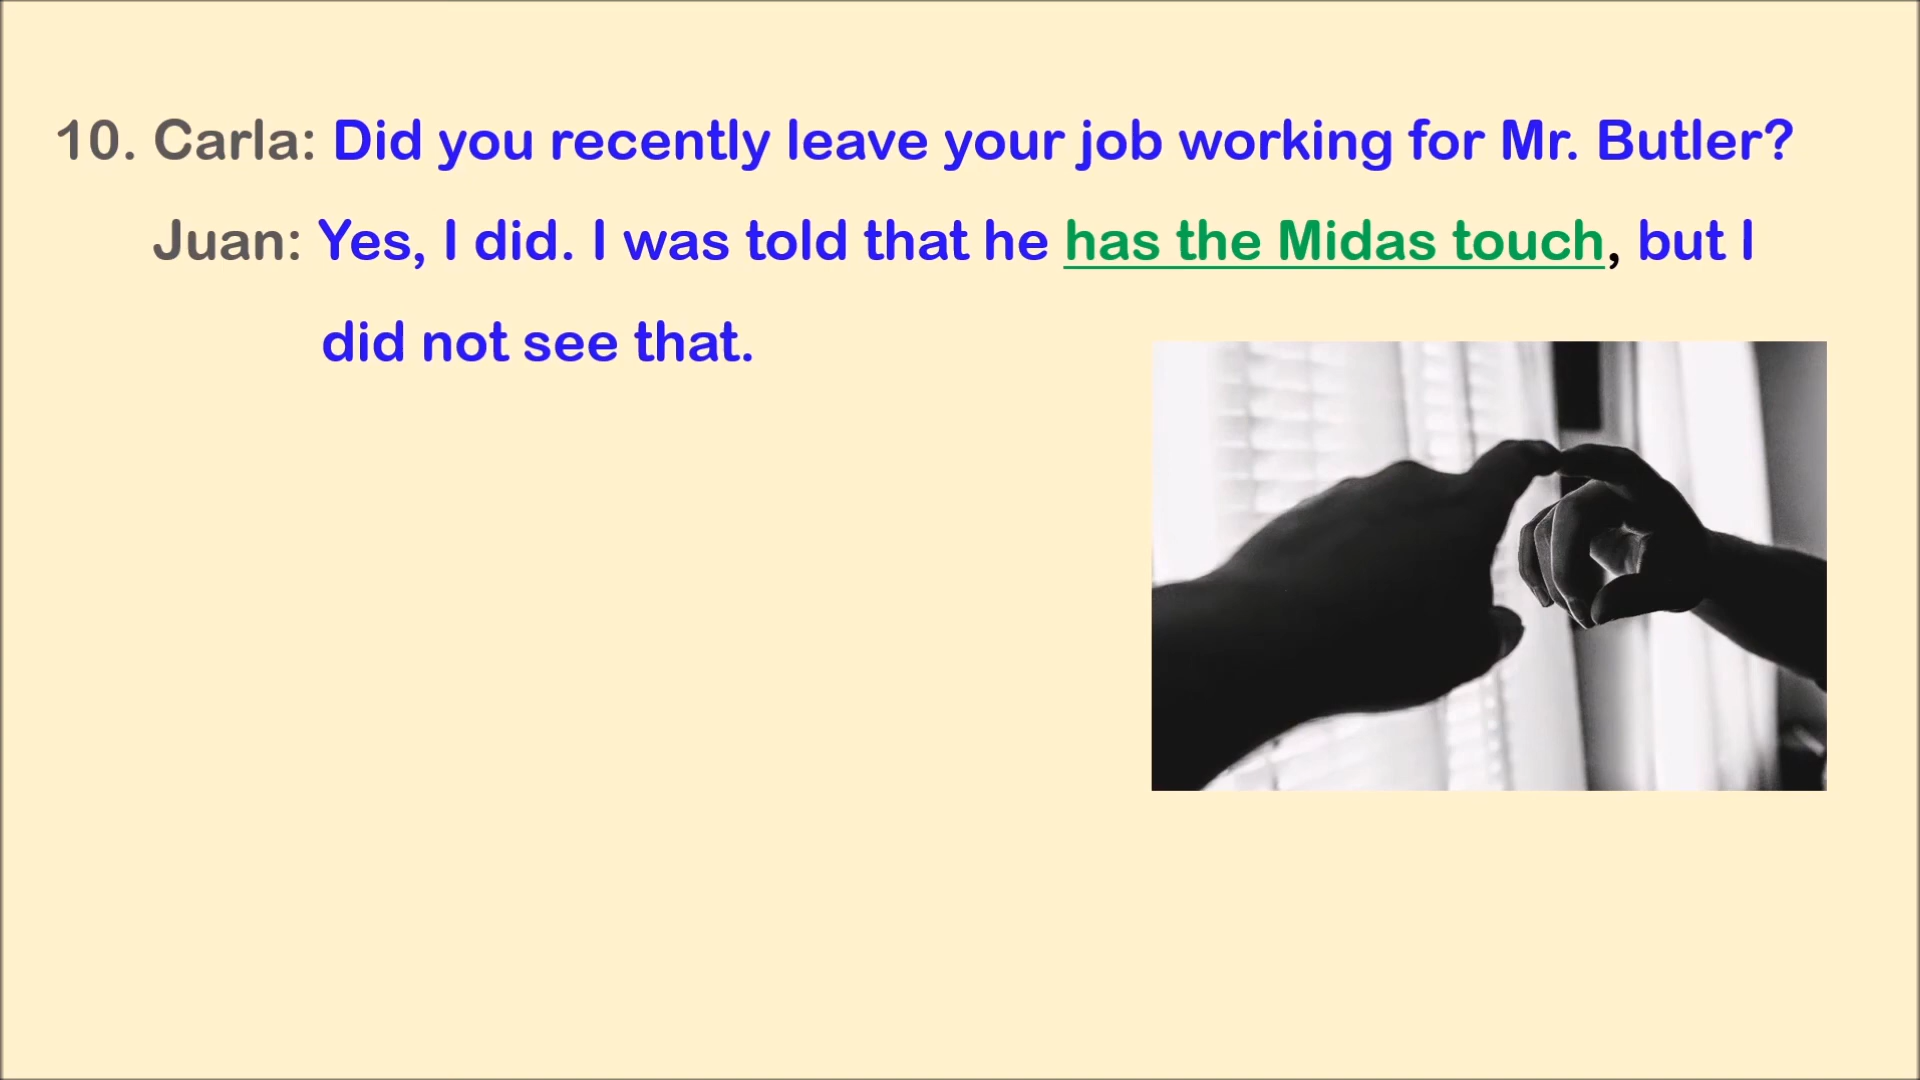 10. Carla: Did you recently leave your job working for Mr. Butler?
Juan: Yes, I did. I was told that he has the Midas touch, but I
did not see that.